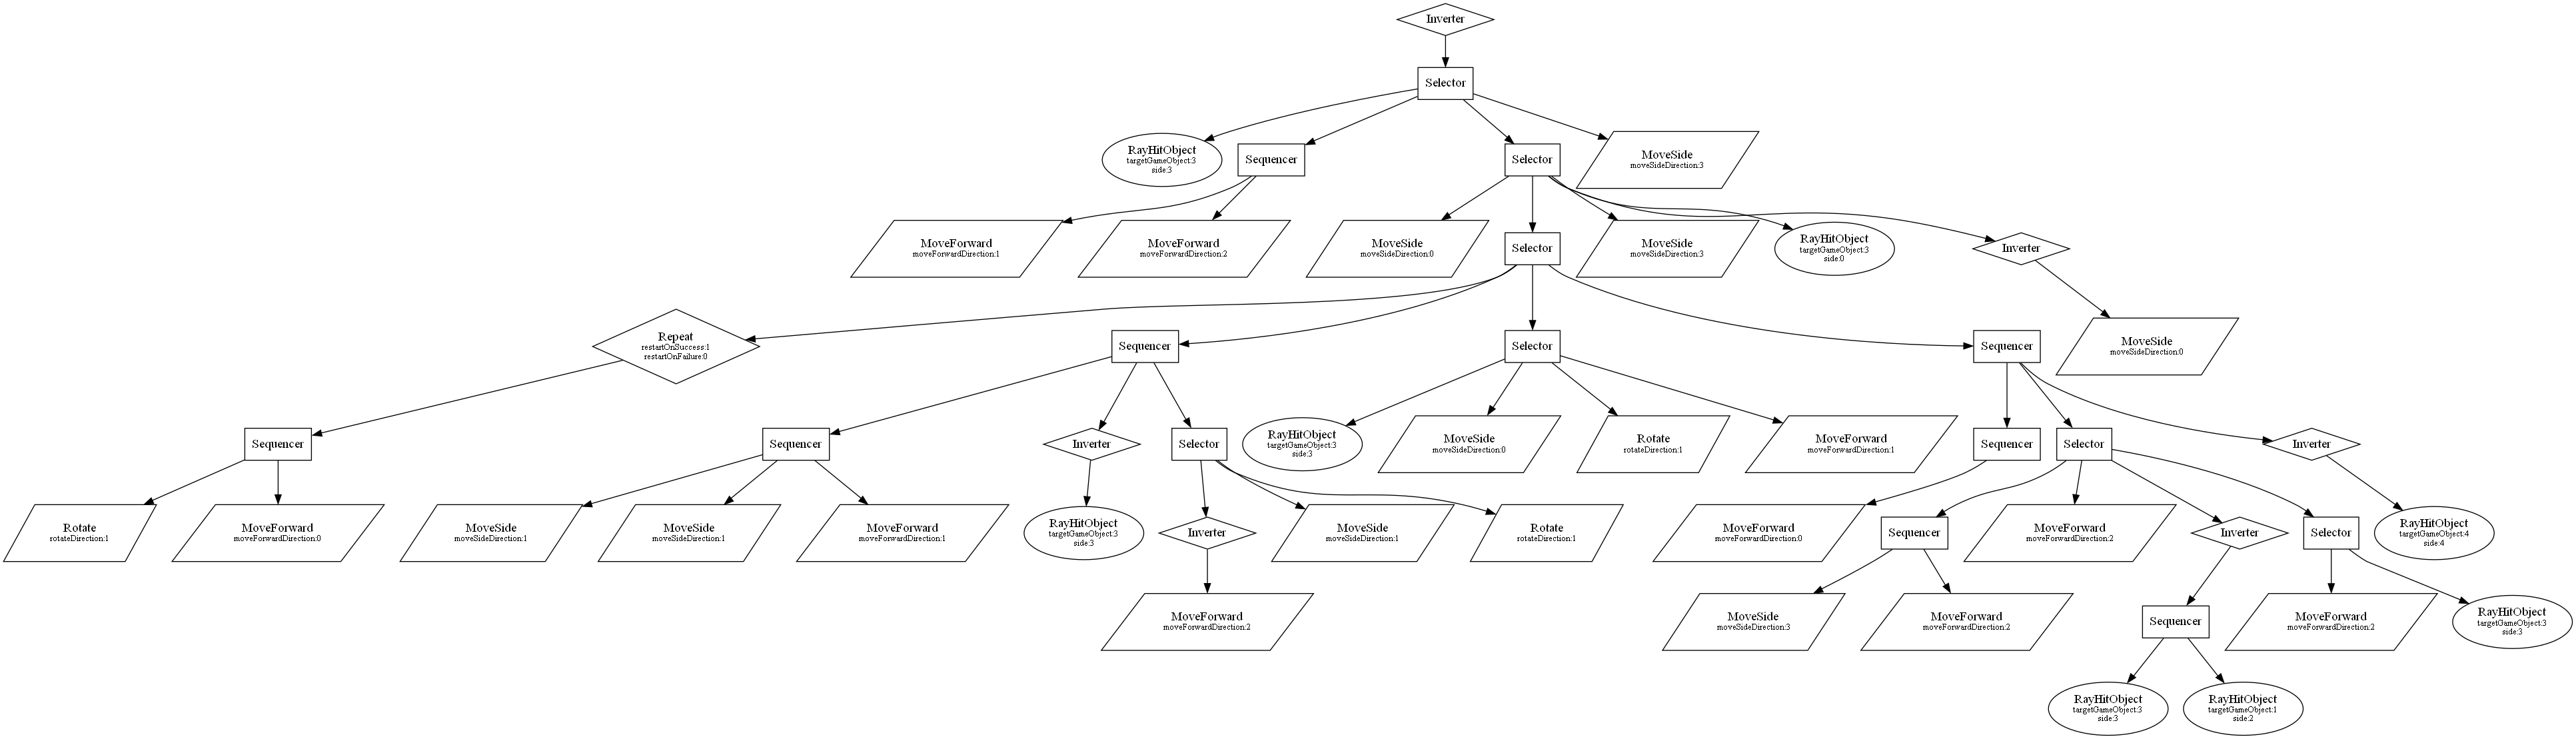 Inverter
Selector
RayHitObject
targetGameObject:3
side:3
Sequencer
Selector
MoveSide
moveSideDirection:3
MoveForward
moveForwardDirection:1
MoveForward
moveForwardDirection:2
MoveSide
moveSideDirection:0
Selector
MoveSide
moveSideDirection:3
RayHitObject
targetGameObject:3
side:0
Inverter
Repeat
restartOnSuccess:1
restartOnFailure:0
Sequencer
Selector
Sequencer
MoveSide
moveSideDirection:0
Sequencer
Sequencer
Inverter
Selector
RayHitObject
targetGameObject:3
side:3
MoveSide
moveSideDirection:0
Rotate
rotateDirection:1
MoveForward
moveForwardDirection:1
Sequencer
Selector
Inverter
Rotate
rotateDirection:1
MoveForward
moveForwardDirection:0
MoveSide
moveSideDirection:1
MoveSide
moveSideDirection:1
MoveForward
moveForwardDirection:1
RayHitObject
targetGameObject:3
side:3
Inverter
MoveSide
moveSideDirection:1
Rotate
rotateDirection:1
MoveForward
moveForwardDirection:0
Sequencer
MoveForward
moveForwardDirection:2
Inverter
Selector
RayHitObject
targetGameObject:4
side:4
MoveForward
moveForwardDirection:2
MoveSide
moveSideDirection:3
MoveForward
moveForwardDirection:2
Sequencer
MoveForward
moveForwardDirection:2
RayHitObject
targetGameObject:3
side:3
RayHitObject
targetGameObject:3
side:3
RayHitObject
targetGameObject:1
side:2